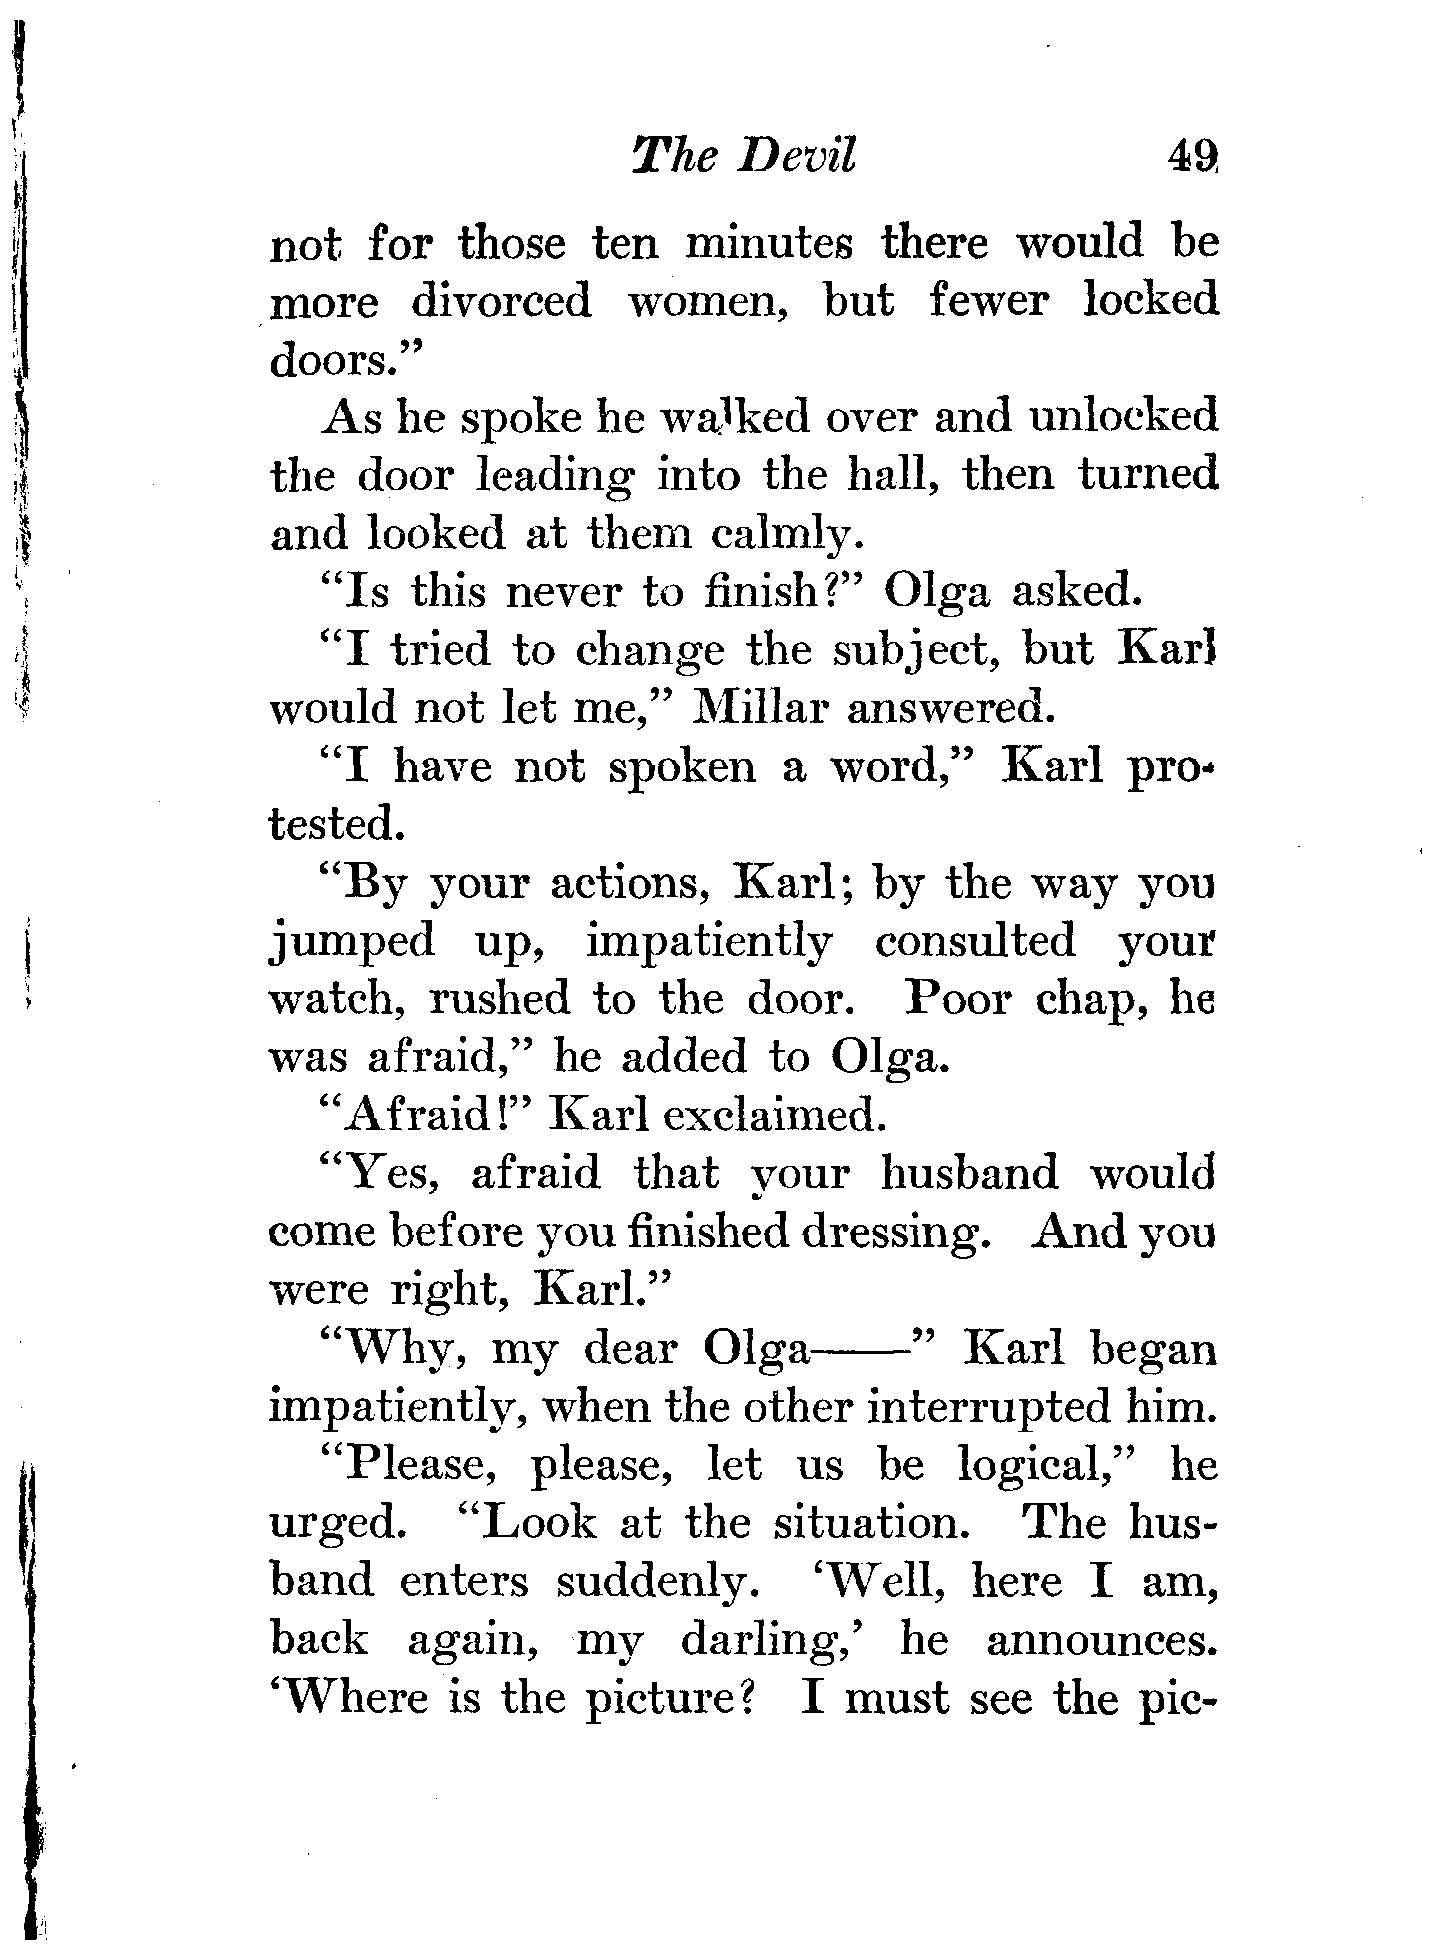 The Devil 49
not for those ten minutes there would be
more divorced women, but fewer locked
doors.”
As he spoke he walked over and unlocked
the door leading into the hall, then turned
and looked at them calmly.
“Is this never to finish?” Olga asked.
“I tried to change the subject, but Karl
would not let me,” Millar answered.
“I have not spoken a word,” Karl pro-
tested.
“By your actions, Karl; by the way you
jumped up, impatiently consulted your
watch, rushed to the door. Poor chap, he
was afraid,” he added to Olga.
“Afraid!” Karl exclaimed.
“Yes, afraid that your husband would
come before you finished dressing. And you
were right, Karl.”
“Why, my dear Olga——” Karl began
impatiently, when the other interrupted him.
“Please, please, let us be logical,” he
urged. “Look at the situation. The hus-
band enters suddenly. ‘Well, here I am,
back again, my darling,’ he announces.
‘Where is the picture? I must see the pic-